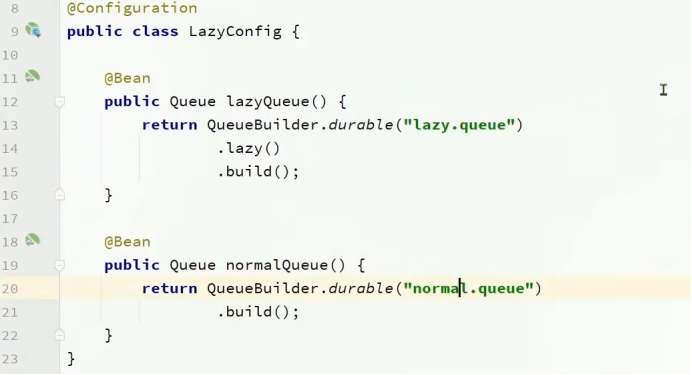 8 @Configuration
9 public class LazyConfig {
10
11 @Bean
12 public Queue lazyQueue() {
13 return QueueBuilder.durable("lazy.queue")
14 .lazy()
15 .build();
16 }
17
18 @Bean
19 public Queue normalQueue() {
20 return QueueBuilder.durable("normal.queue")
21 .build();
22 }
23 }